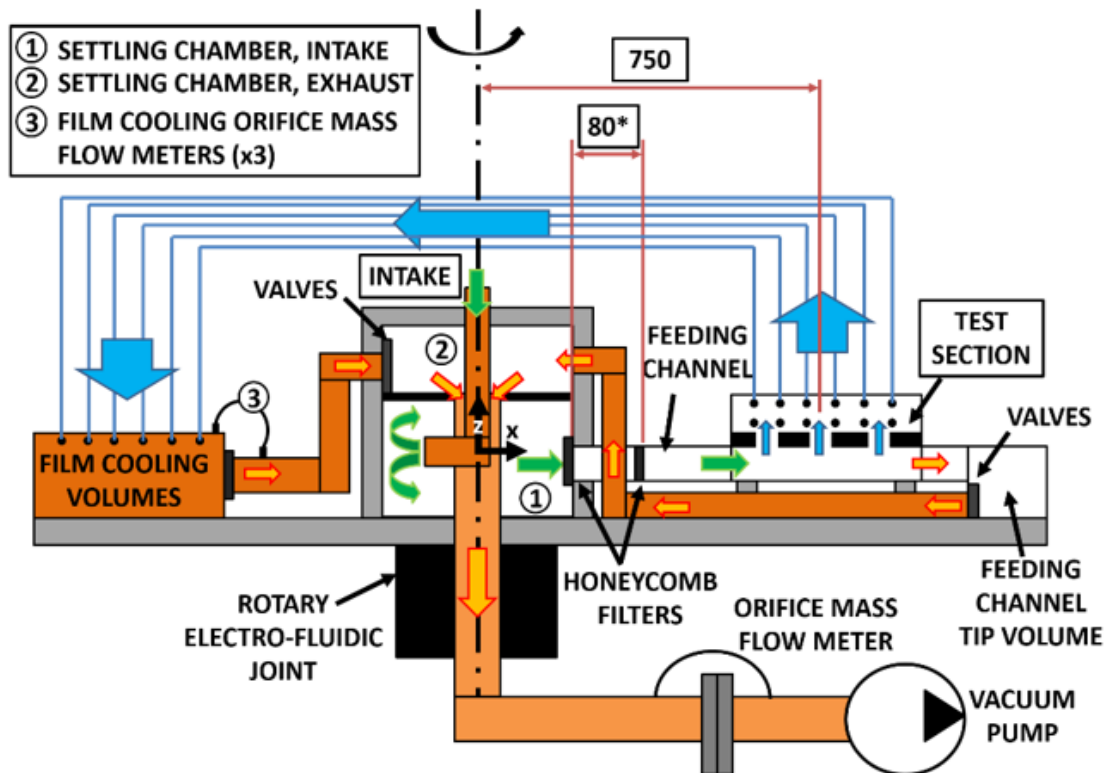 ① SETTLING CHAMBER, INTAKE
② SETTLING CHAMBER, EXHAUST
③ FILM COOLING ORIFICE MASS
FLOW METERS (x3)
750
80*
INTAKE
VALVES
②
FEEDING
CHANNEL
TEST
SECTION
VALVES
③
z
x
FILM COOLING
VOLUMES
①
ROTARY
ELECTRO-FLUIDIC
JOINT
HONEYCOMB
FILTERS
ORIFICE MASS
FLOW METER
FEEDING
CHANNEL
TIP VOLUME
VACUUM
PUMP